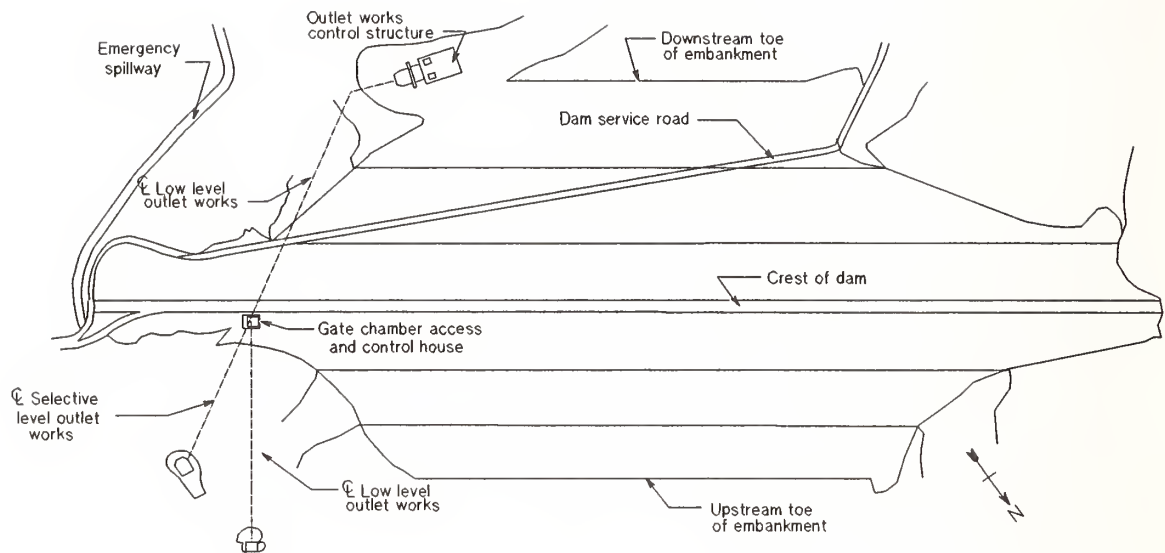 Outlet works
control structure
Emergency
spillway
Downstream toe
of embankment
Dam service road
℄ Low level
outlet works
Crest of dam
Gate chamber access
and control house
℄ Selective
level outlet
works
℄ Low level
outlet works
Upstream toe
of embankment
N